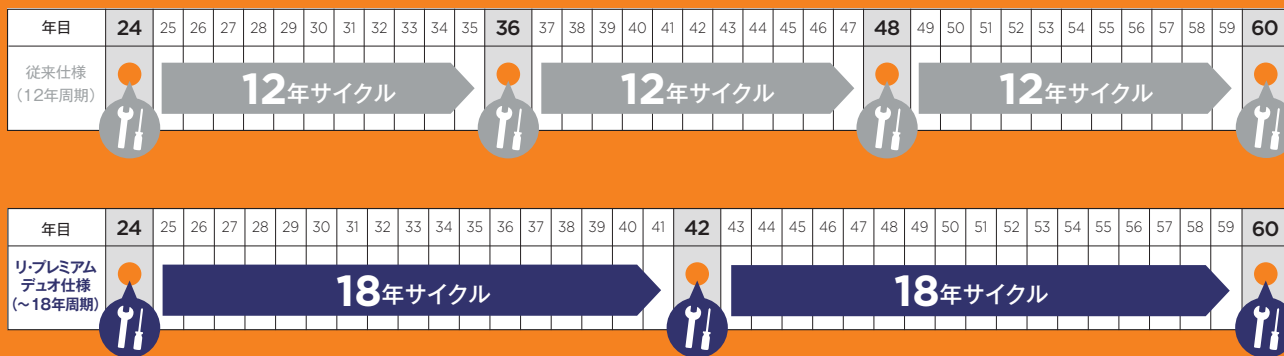 年目 24 25 26 27 28 29 30 31 32 33 34 35 36 37 38 39 40 41 42 43 44 45 46 47 48 49 50 51 52 53 54 55 56 57 58 59 60
従来仕様
(12年周期)
12年サイクル 12年サイクル 12年サイクル
年目 24 25 26 27 28 29 30 31 32 33 34 35 36 37 38 39 40 41 42 43 44 45 46 47 48 49 50 51 52 53 54 55 56 57 58 59 60
リ・プレミアム
デュオ仕様
(～18年周期)
18年サイクル 18年サイクル